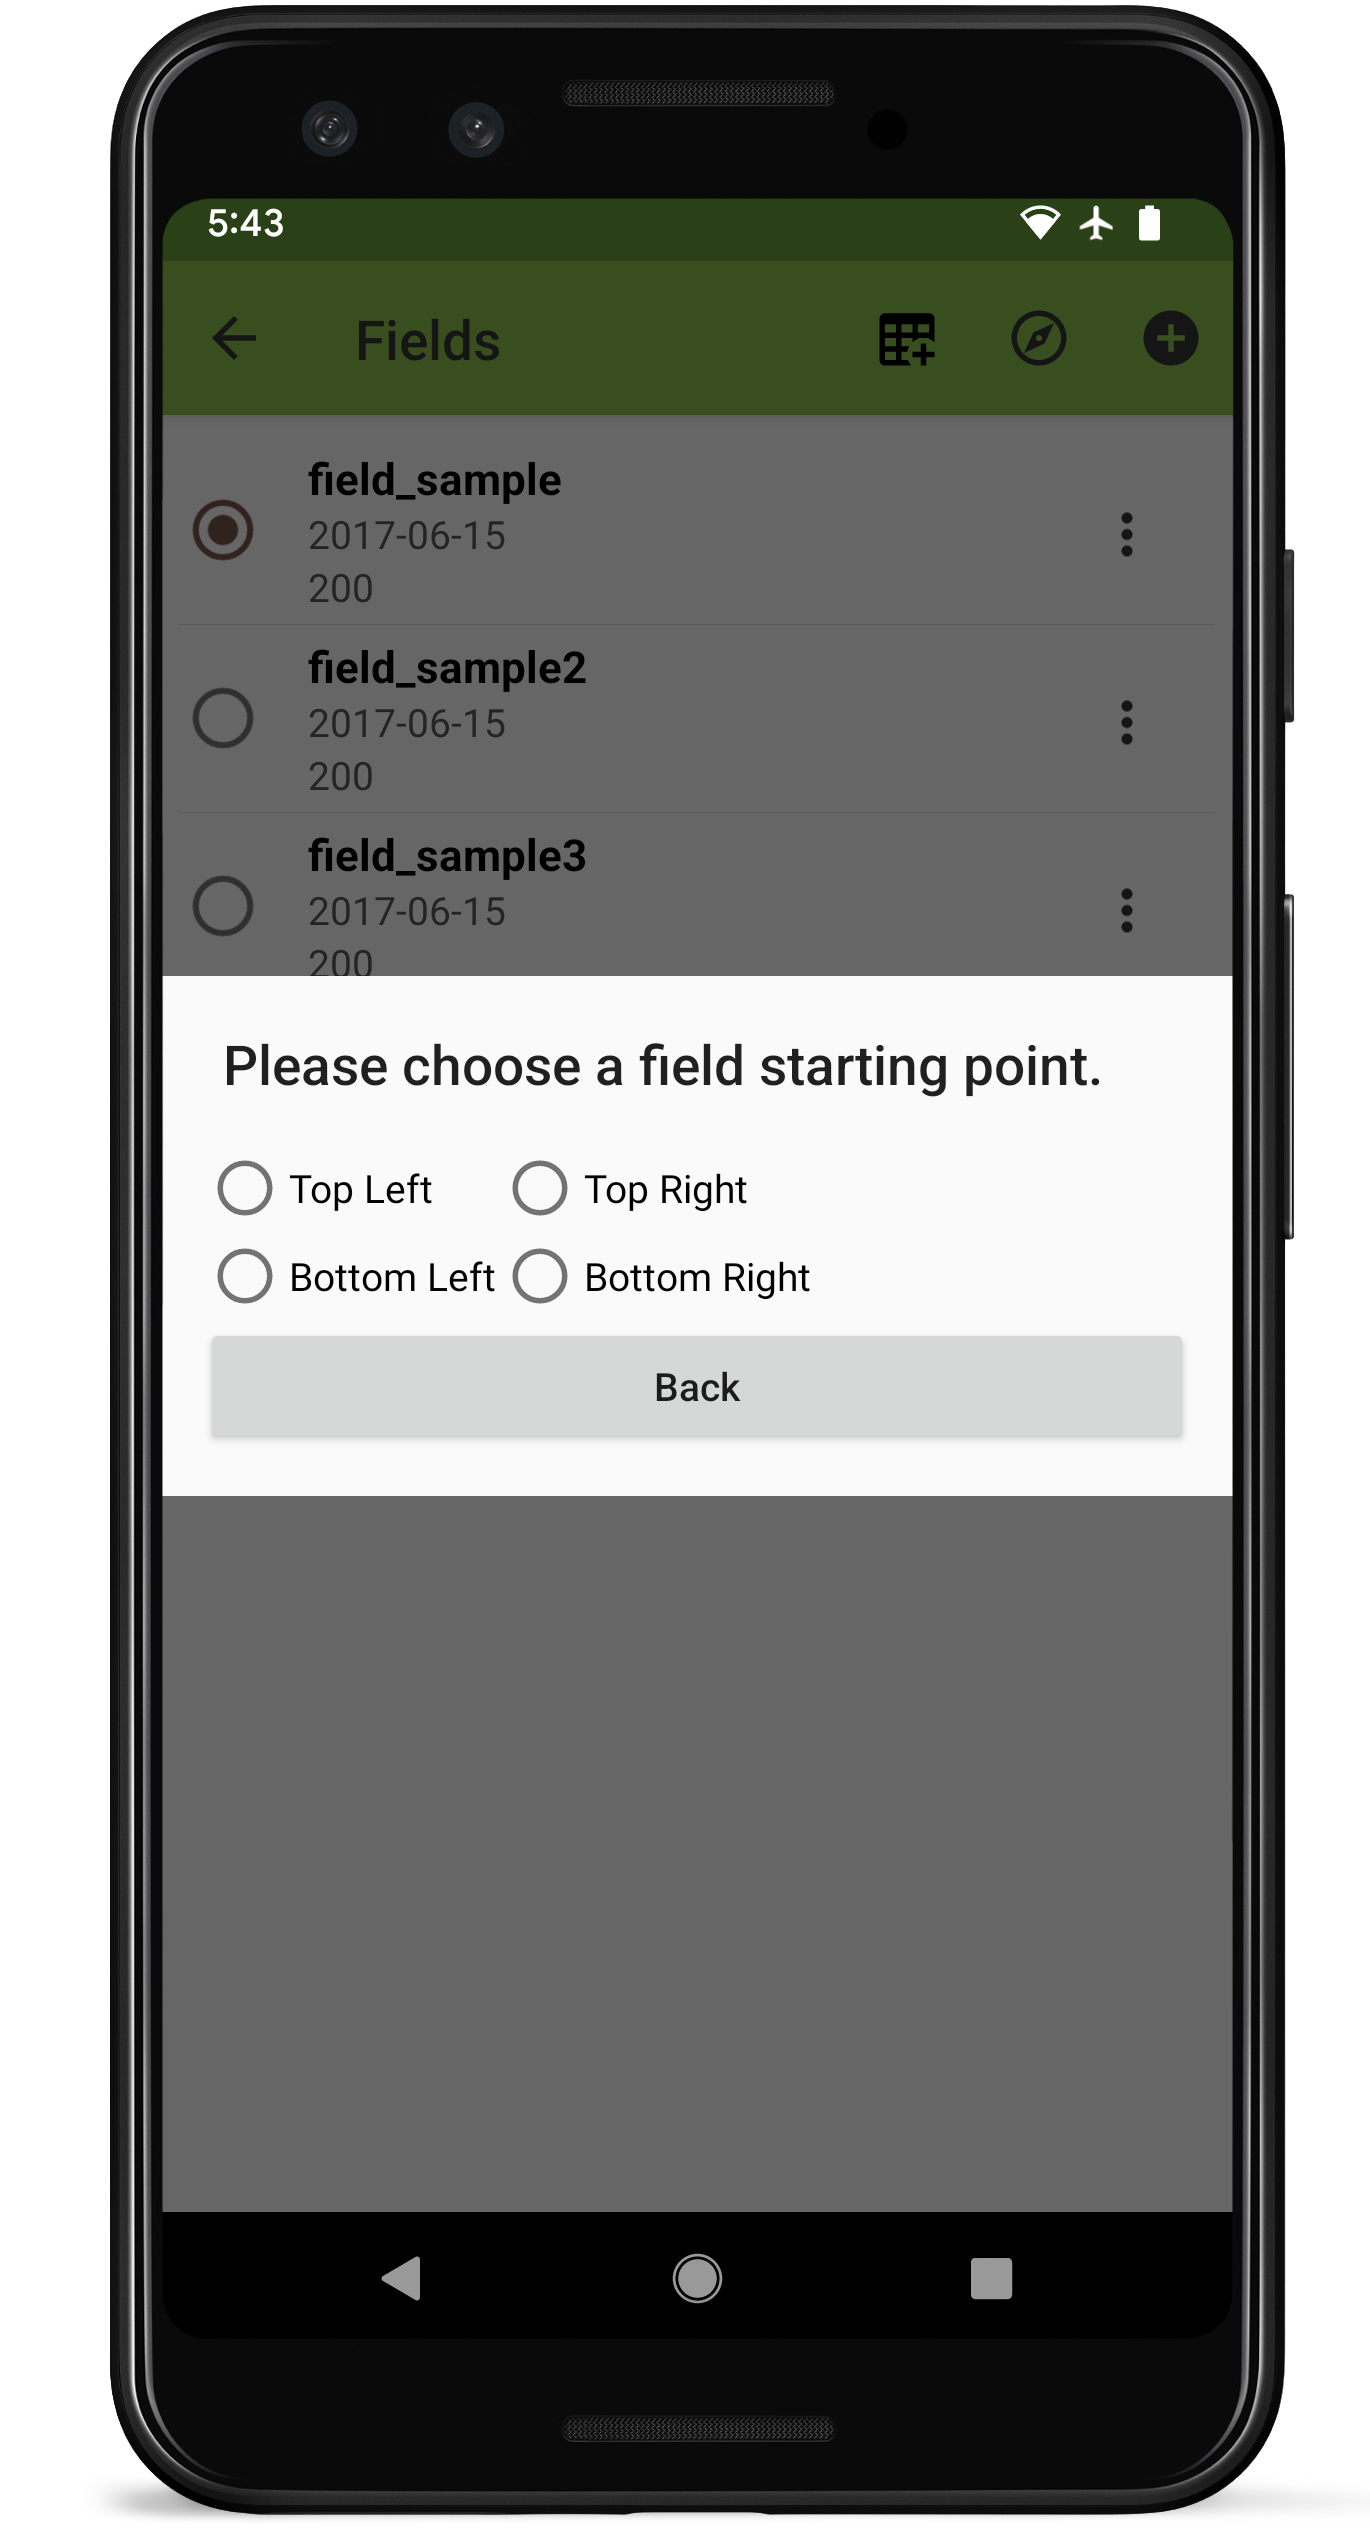 5:43
Fields
field_sample
2017-06-15
200
field_sample2
2017-06-15
200
field_sample3
2017-06-15
200
Please choose a field starting point.
Top Left Top Right
Bottom Left Bottom Right
Back